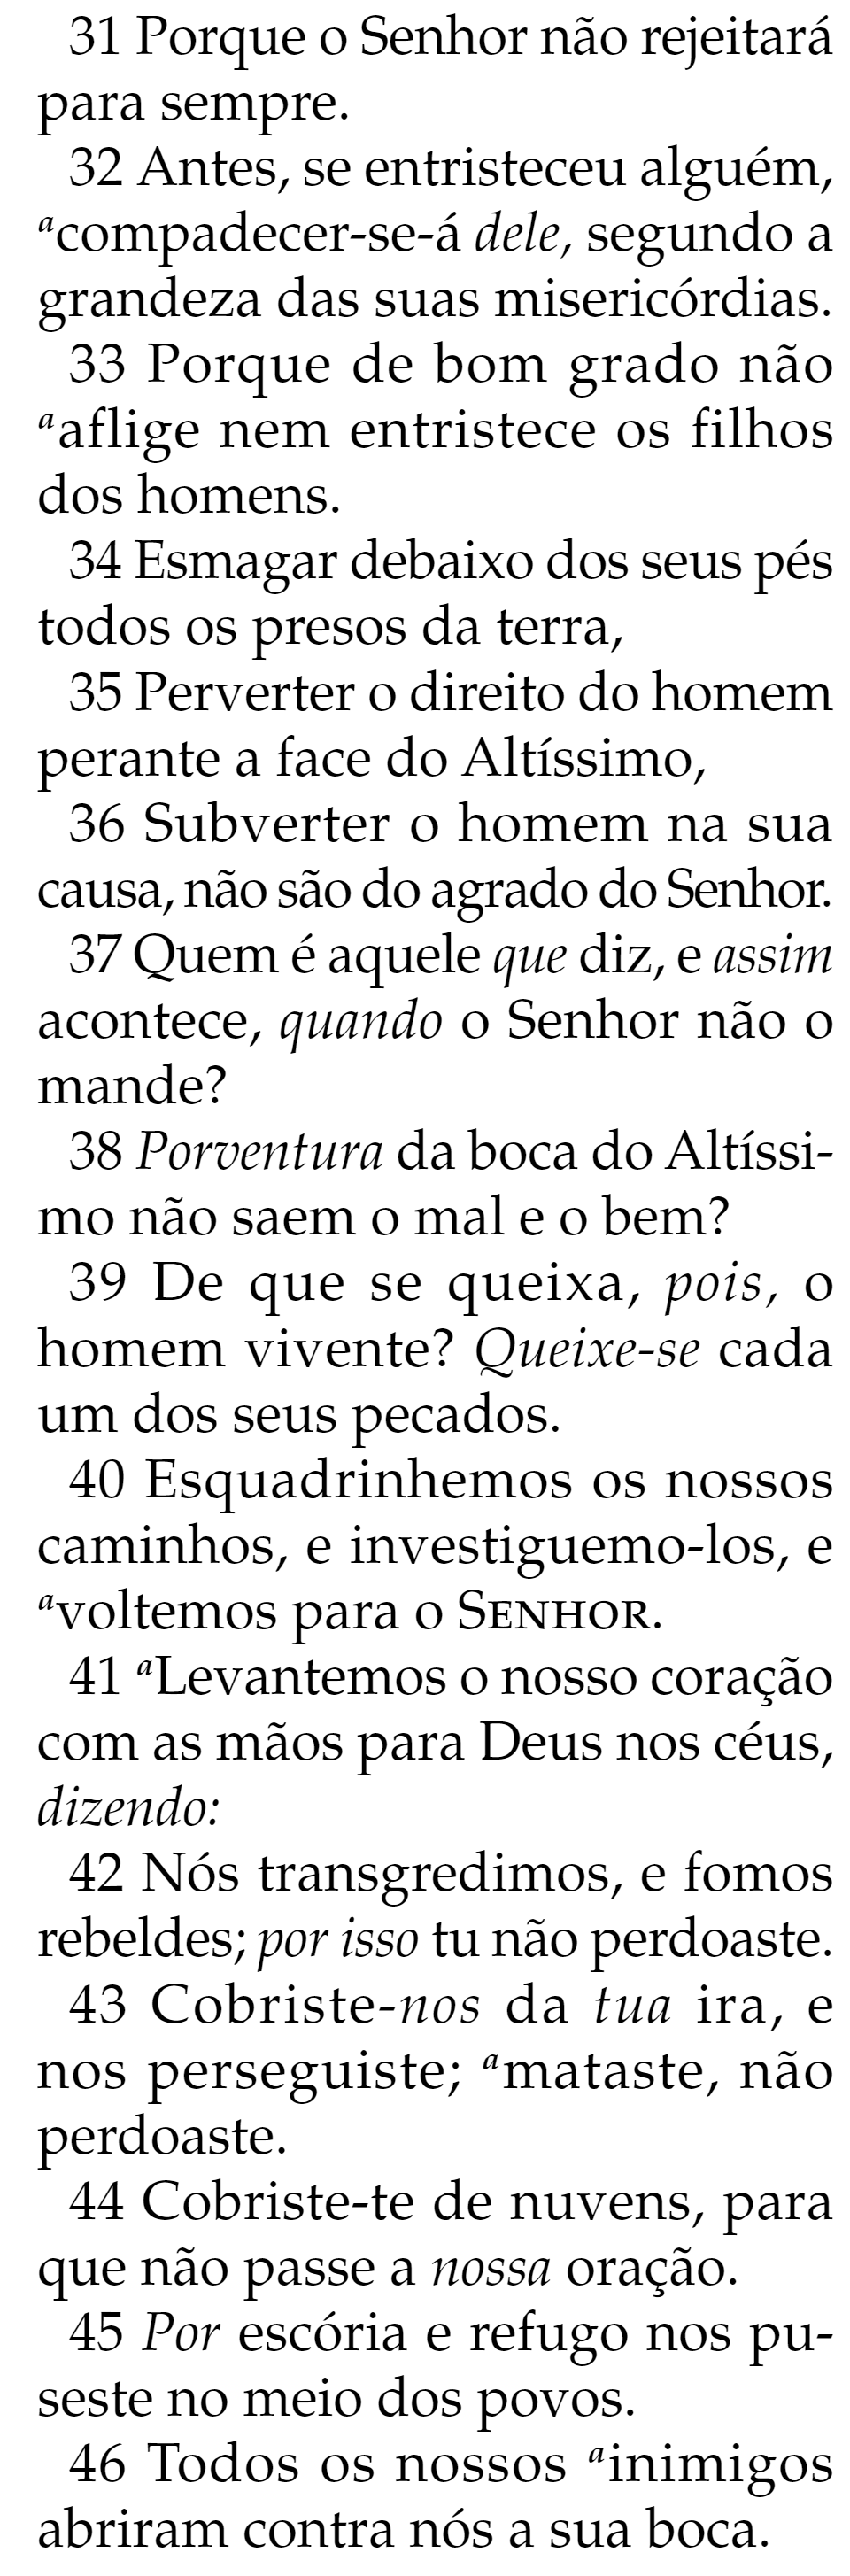 31 Porque o Senhor não rejeitará
para sempre.
32 Antes, se entristeceu alguém,
ᵃcompadecer-se-á dele, segundo a
grandeza das suas misericórdias.
33 Porque de bom grado não
ᵃaflige nem entristece os filhos
dos homens.
34 Esmagar debaixo dos seus pés
todos os presos da terra,
35 Perverter o direito do homem
perante a face do Altíssimo,
36 Subverter o homem na sua
causa, não são do agrado do Senhor.
37 Quem é aquele que diz, e assim
acontece, quando o Senhor não o
mande?
38 Porventura da boca do Altíssi-
mo não saem o mal e o bem?
39 De que se queixa, pois, o
homem vivente? Queixe-se cada
um dos seus pecados.
40 Esquadrinhemos os nossos
caminhos, e investiguemo-los, e
ᵃvoltemos para o SENHOR.
41 ᵃLevantemos o nosso coração
com as mãos para Deus nos céus,
dizendo:
42 Nós transgredimos, e fomos
rebeldes; por isso tu não perdoaste.
43 Cobriste-nos da tua ira, e
nos perseguiste; ᵃmataste, não
perdoaste.
44 Cobriste-te de nuvens, para
que não passe a nossa oração.
45 Por escória e refugo nos pu-
seste no meio dos povos.
46 Todos os nossos ᵃinimigos
abriram contra nós a sua boca.